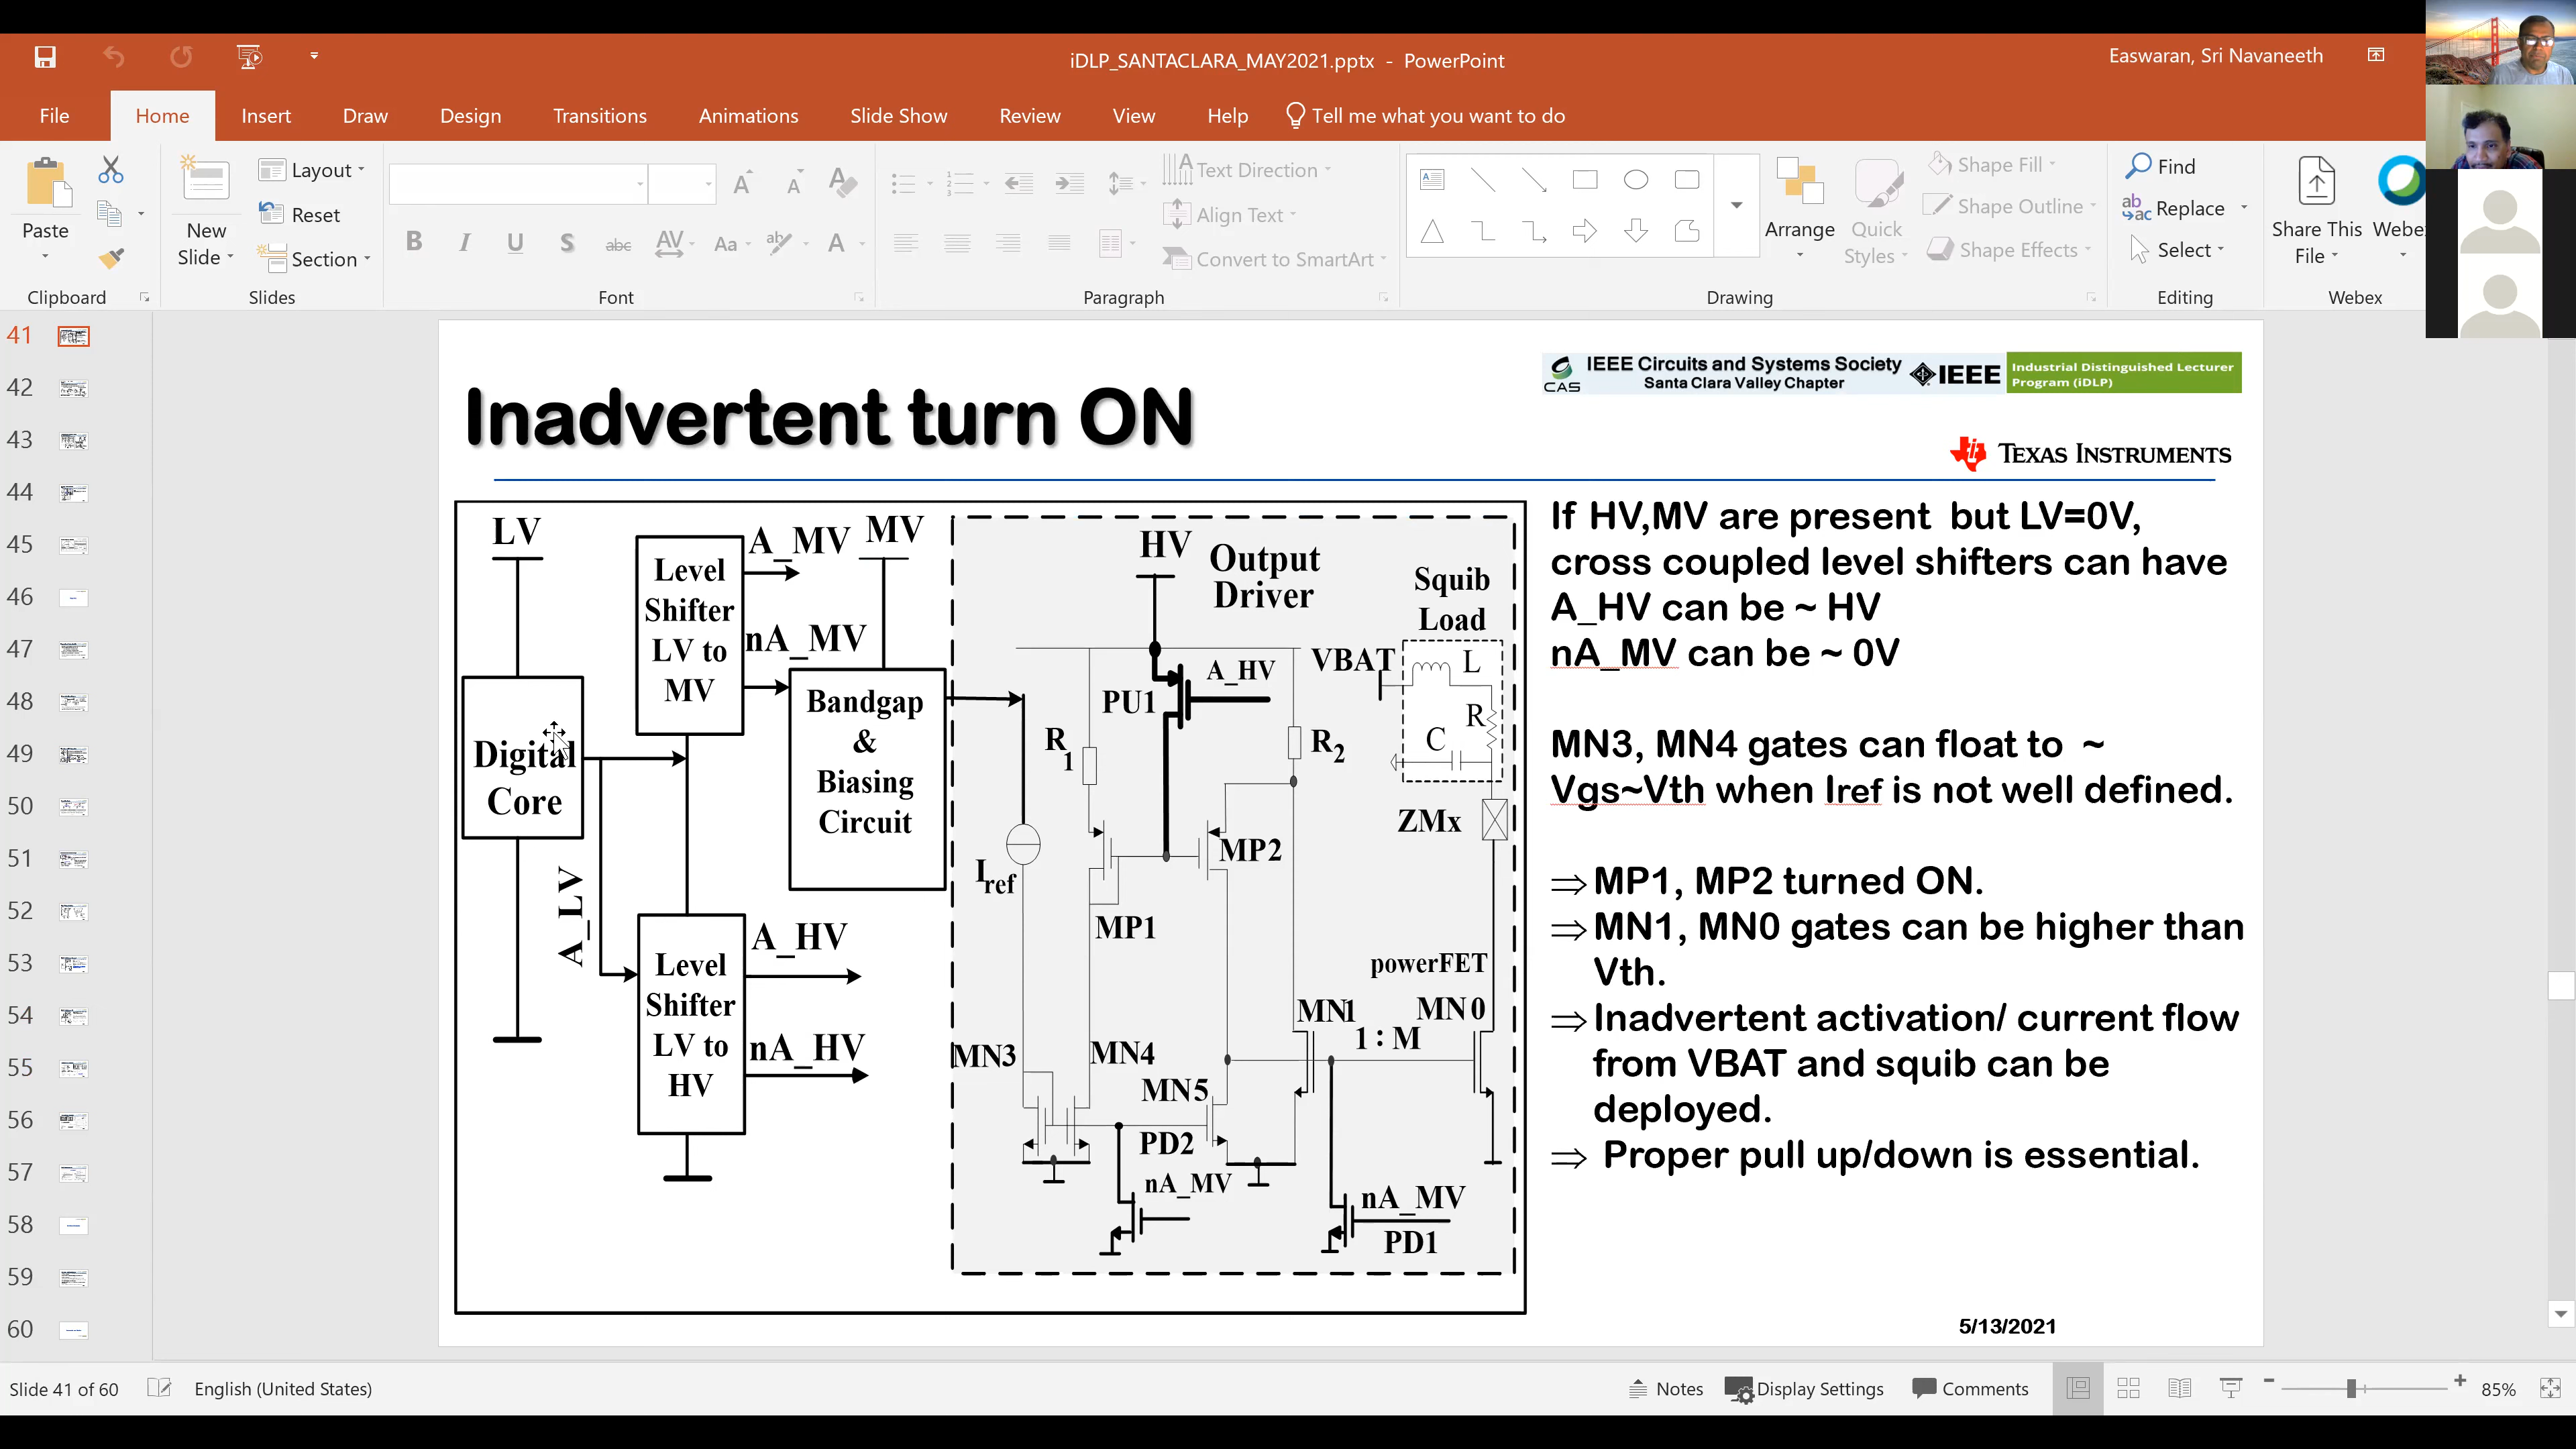 iDLP_SANTACLARA_MAY2021.pptx - PowerPoint
Easwaran, Sri Navaneeth
File Home Insert Draw Design Transitions Animations Slide Show Review View Help Tell me what you want to do
Paste
New
Slide
Layout
Reset
Section
B I U S abc AV Aa A
Text Direction
Align Text
Convert to SmartArt
Arrange
Quick
Styles
Shape Fill
Shape Outline
Shape Effects
Find
Replace
Select
Share This
File
Webex
Clipboard Slides Font Paragraph Drawing Editing Webex
41
42
43
44
45
46
47
48
49
50
51
52
53
54
55
56
57
58
59
60
Inadvertent turn ON
CAS
IEEE Circuits and Systems Society
Santa Clara Valley Chapter
IEEE
Industrial Distinguished Lecturer
Program (iDLP)
TEXAS INSTRUMENTS
LV
Digital
Core
A_LV
Level
Shifter
LV to
MV
A_MV
nA_MV
MV
Bandgap
&
Biasing
Circuit
Level
Shifter
LV to
HV
A_HV
nA_HV
HV
Output
Driver
Squib
Load
VBAT
L
R
C
A_HV
PU1
R1
R2
ZMx
Iref
MP2
MP1
powerFET
MN1
MN0
1 : M
MN3
MN4
MN5
PD2
nA_MV
nA_MV
PD1
If HV,MV are present but LV=0V,
cross coupled level shifters can have
A_HV can be ~ HV
nA_MV can be ~ 0V
MN3, MN4 gates can float to ~
Vgs~Vth when Iref is not well defined.
⇒ MP1, MP2 turned ON.
⇒ MN1, MN0 gates can be higher than
Vth.
⇒ Inadvertent activation/ current flow
from VBAT and squib can be
deployed.
⇒ Proper pull up/down is essential.
5/13/2021
Slide 41 of 60 English (United States) Notes Display Settings Comments 85%